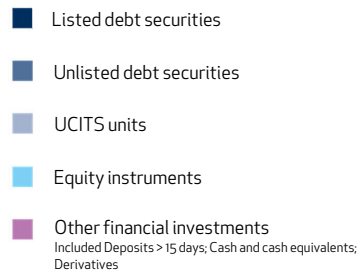 Listed debt securities
Unlisted debt securities
UCITS units
Equity instruments
Other financial investments
Included Deposits > 15 days; Cash and cash equivalents;
Derivatives